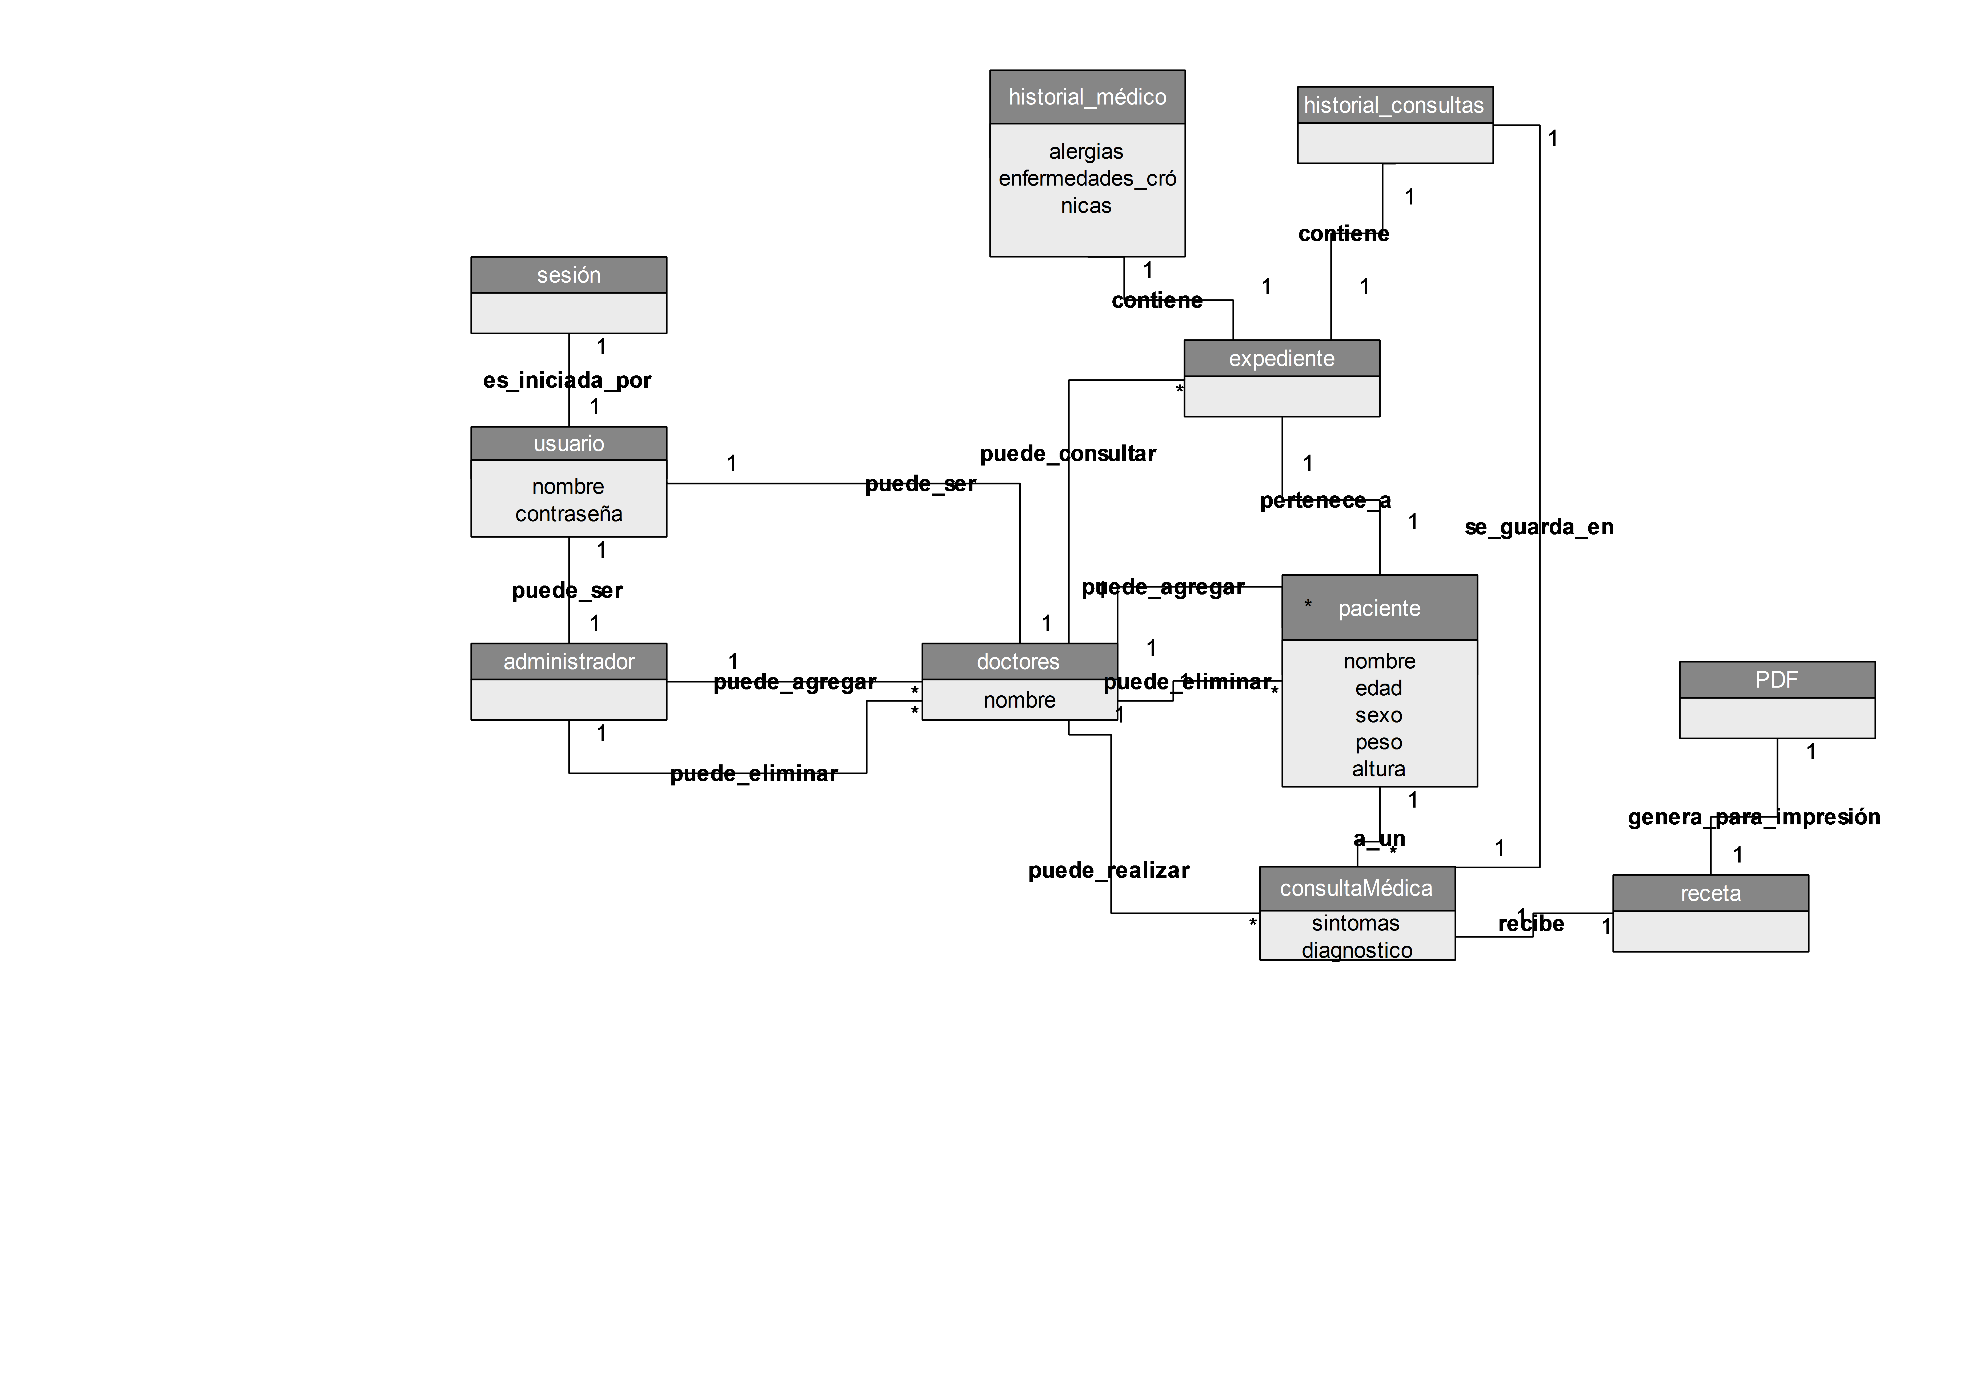 historial_médico
alergias
enfermedades_cró
nicas
historial_consultas
1
1
contiene
1
contiene
1
1
sesión
1
es_iniciada_por
1
usuario
nombre
contraseña
1
puede_ser
1
1
puede_ser
1
expediente
*
puede_consultar
1
pertenece_a
1
se_guarda_en
1
puede_agregar
*
paciente
nombre
edad
sexo
peso
altura
administrador
1
puede_agregar
*
*
1
puede_eliminar
doctores
nombre
1
puede_eliminar
1
*
1
puede_realizar
*
1
a_un
*
1
consultaMédica
sintomas
diagnostico
1
recibe
1
receta
1
genera_para_impresión
1
PDF